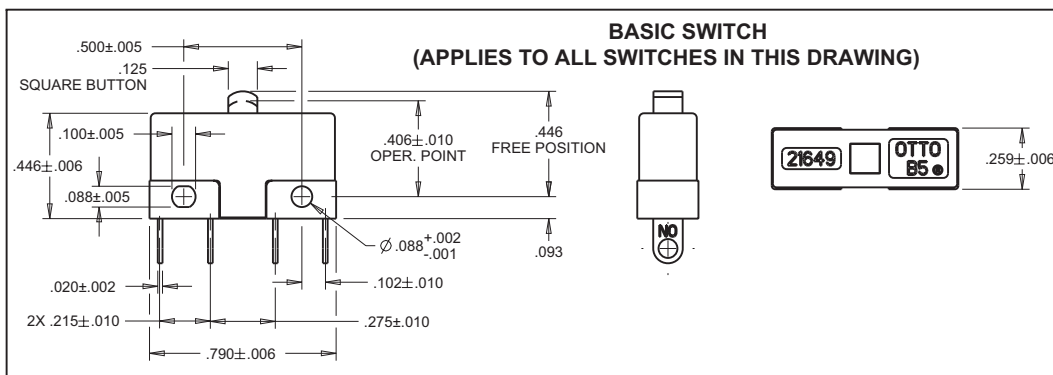 BASIC SWITCH
(APPLIES TO ALL SWITCHES IN THIS DRAWING)
.500±.005
.125
SQUARE BUTTON
.100±.005
.446±.006
.088±.005
.406±.010
OPER. POINT
.446
FREE POSITION
21649
OTTO
B5
.259±.006
NO
Ø .088+.002
-.001
.093
.020±.002
.102±.010
2X .215±.010
.275±.010
.790±.006